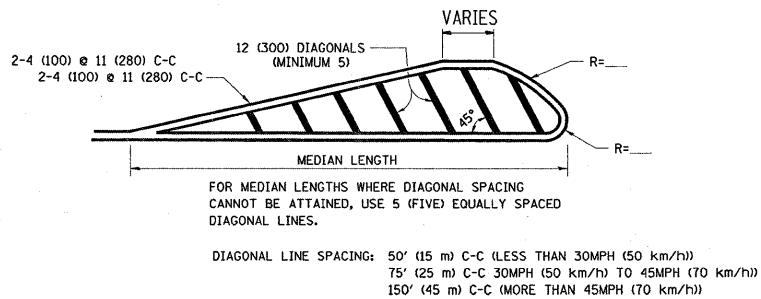 VARIES
12 (300) DIAGONALS
(MINIMUM 5)
2-4 (100) @ 11 (280) C-C
2-4 (100) @ 11 (280) C-C
R=___
45°
R=___
MEDIAN LENGTH
FOR MEDIAN LENGTHS WHERE DIAGONAL SPACING
CANNOT BE ATTAINED, USE 5 (FIVE) EQUALLY SPACED
DIAGONAL LINES.
DIAGONAL LINE SPACING: 50' (15 m) C-C (LESS THAN 30MPH (50 km/h))
75' (25 m) C-C 30MPH (50 km/h) TO 45MPH (70 km/h))
150' (45 m) C-C (MORE THAN 45MPH (70 km/h))